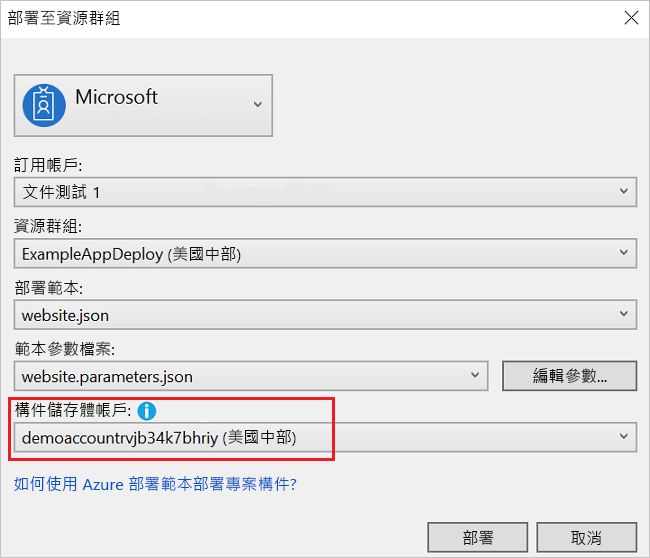 部署至資源群組
Microsoft
訂用帳戶:
文件測試 1
資源群組:
ExampleAppDeploy (美國中部)
部署範本:
website.json
範本參數檔案:
website.parameters.json
編輯參數...
構件儲存體帳戶:
demoaccountrvjb34k7bhriy (美國中部)
如何使用 Azure 部署範本部署專案構件?
部署
取消